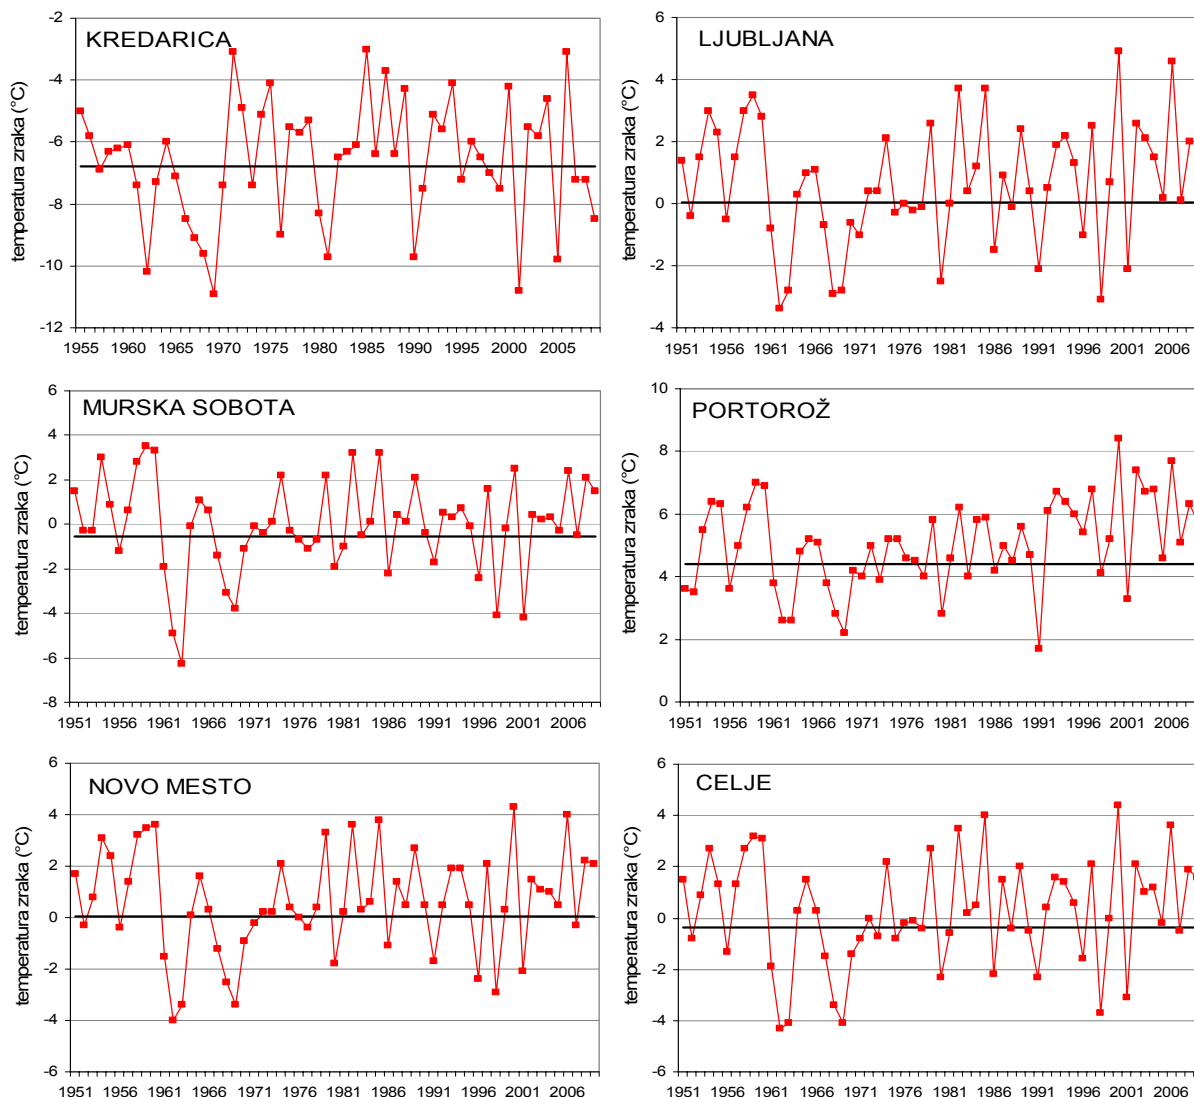 KREDARICA
temperatura zraka (°C)
-2
-4
-6
-8
-10
-12
1955 1960 1965 1970 1975 1980 1985 1990 1995 2000 2005
LJUBLJANA
temperatura zraka (°C)
6
4
2
0
-2
-4
1951 1956 1961 1966 1971 1976 1981 1986 1991 1996 2001 2006
MURSKA SOBOTA
temperatura zraka (°C)
6
4
2
0
-2
-4
-6
-8
1951 1956 1961 1966 1971 1976 1981 1986 1991 1996 2001 2006
PORTOROŽ
temperatura zraka (°C)
10
8
6
4
2
0
1951 1956 1961 1966 1971 1976 1981 1986 1991 1996 2001 2006
NOVO MESTO
temperatura zraka (°C)
6
4
2
0
-2
-4
-6
1951 1956 1961 1966 1971 1976 1981 1986 1991 1996 2001 2006
CELJE
temperatura zraka (°C)
6
4
2
0
-2
-4
-6
1951 1956 1961 1966 1971 1976 1981 1986 1991 1996 2001 2006